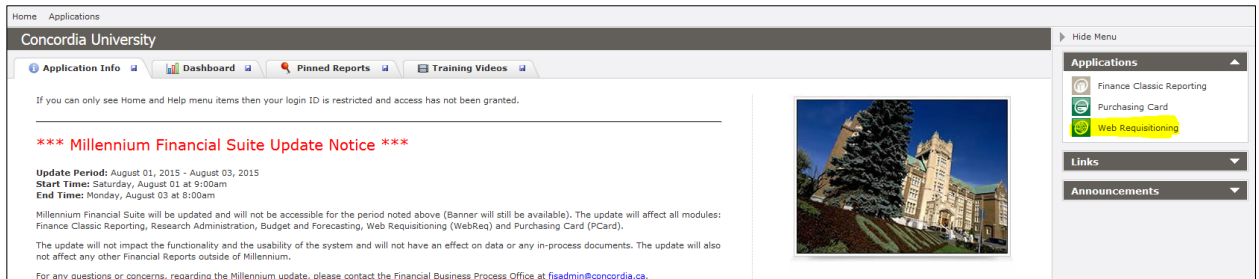 Home Applications
Concordia University
Application Info Dashboard Pinned Reports Training Videos
If you can only see Home and Help menu items then your login ID is restricted and access has not been granted.
*** Millennium Financial Suite Update Notice ***
Update Period: August 01, 2015 - August 03, 2015
Start Time: Saturday, August 01 at 9:00am
End Time: Monday, August 03 at 8:00am
Millennium Financial Suite will be updated and will not be accessible for the period noted above (Banner will still be available). The update will affect all modules:
Finance Classic Reporting, Research Administration, Budget and Forecasting, Web Requisitioning (WebReq) and Purchasing Card (PCard).
The update will not impact the functionality and the usability of the system and will not have an effect on data or any in-process documents. The update will also
not affect any other Financial Reports outside of Millennium.
For any questions or concerns, regarding the Millennium update, please contact the Financial Business Process Office at fisadmin@concordia.ca.
Hide Menu
Applications
Finance Classic Reporting
Purchasing Card
Web Requisitioning
Links
Announcements